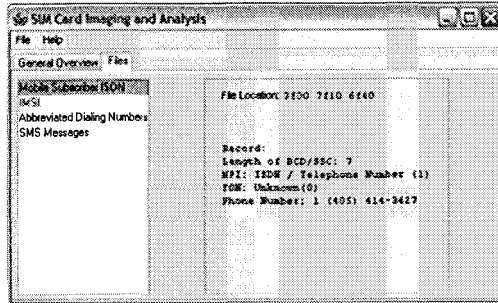 SIM Card Imaging and Analysis
File Help
General Overview Files
Mobile Subscriber ISDN
IMSI
Abbreviated Dialing Numbers
SMS Messages
File Location: 3f00 7f10 6f40
Record:
Length of BCD/SSC: 7
NPI: ISDN / Telephone Number (1)
TON: Unknown(0)
Phone Number: 1 (405) 414-3427